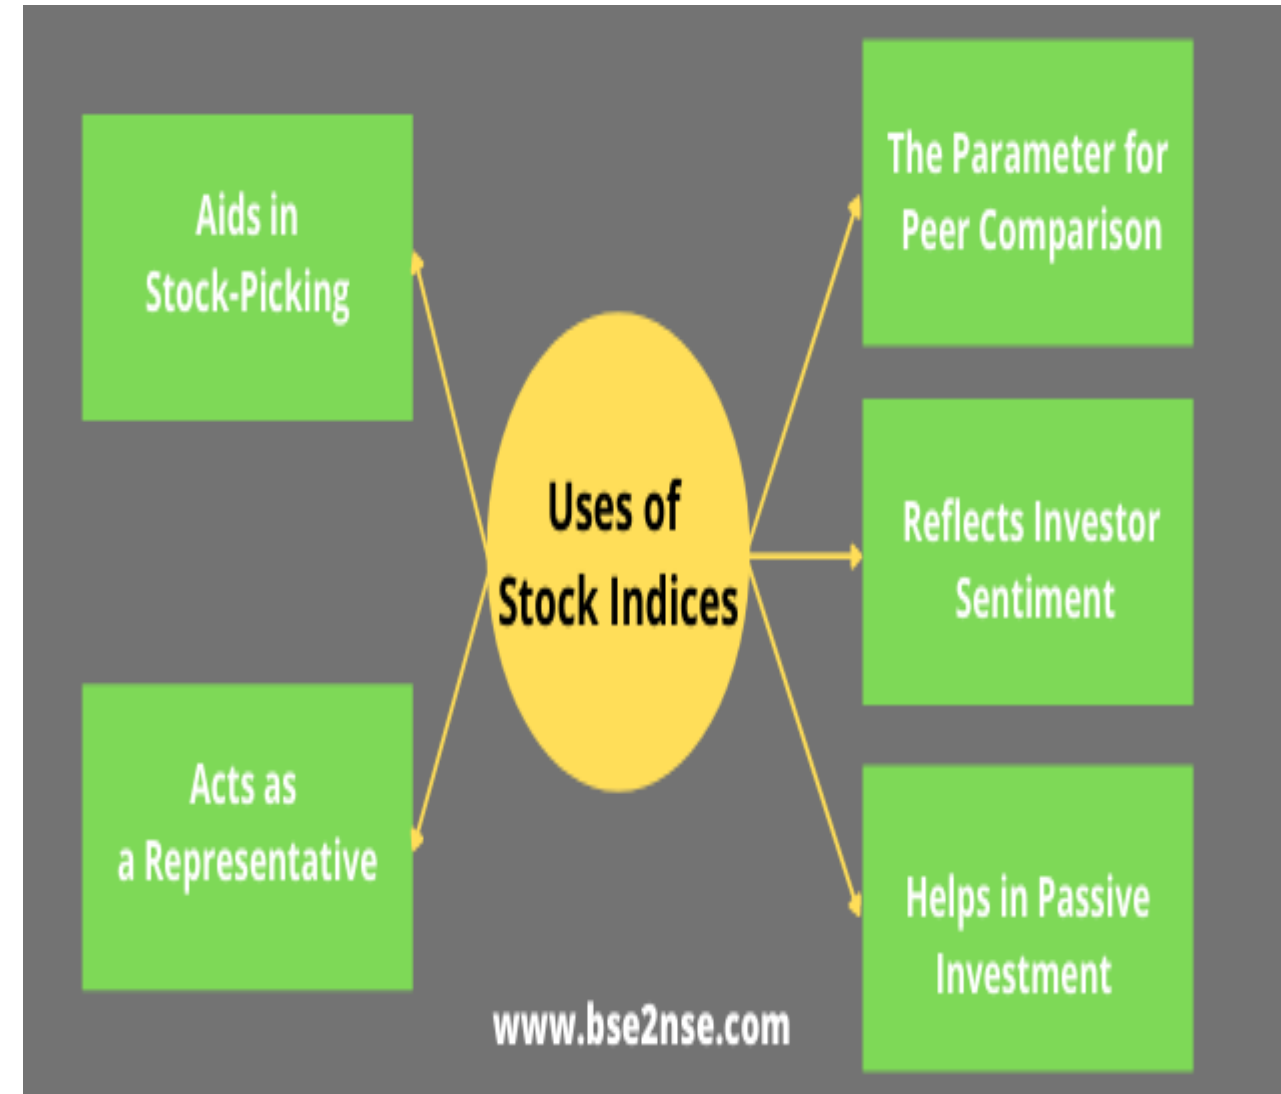 Aids in
Stock-Picking
Acts as
a Representative
Uses of
Stock Indices
The Parameter for
Peer Comparison
Reflects Investor
Sentiment
Helps in Passive
Investment
www.bse2nse.com